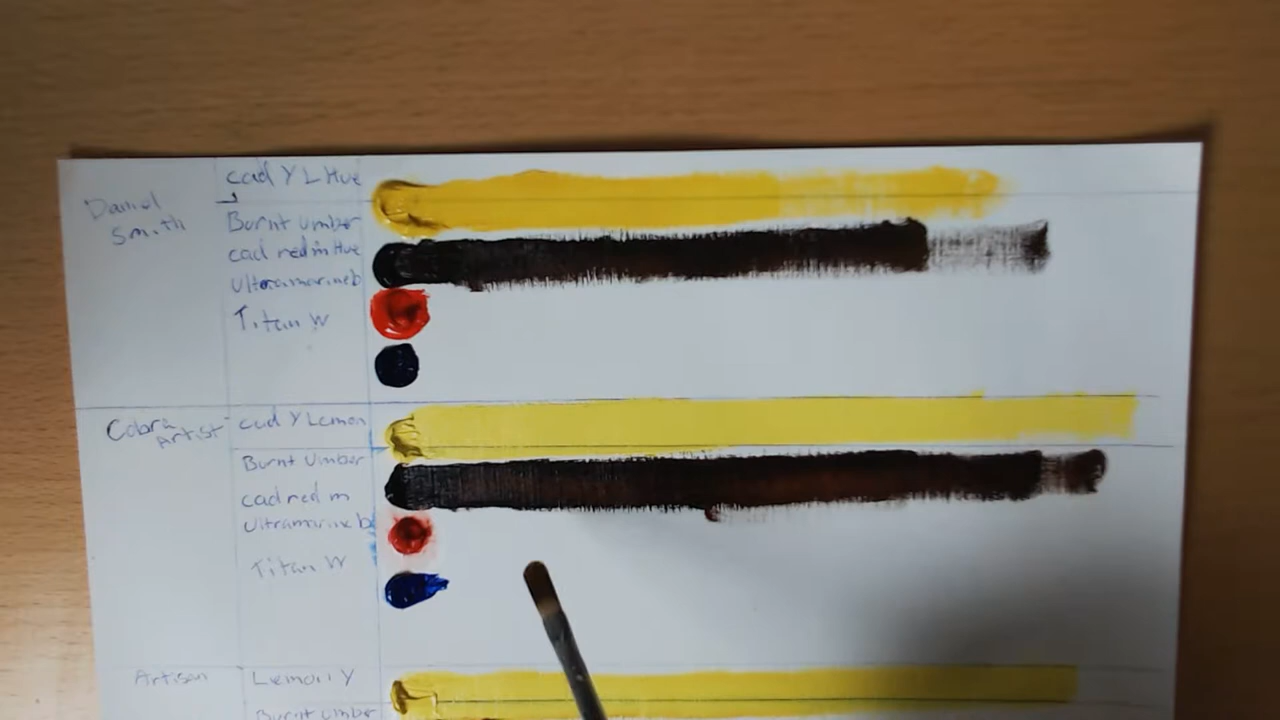 Daniel
Smith
cad Y L Hue
Burnt Umber
cad red m Hue
Ultramarine b
Titan W
Cobra
Artist
cad Y Lemon
Burnt Umber
cad red m
Ultramarine b
Titan W
Artisan
Lemon Y
Burnt Umber